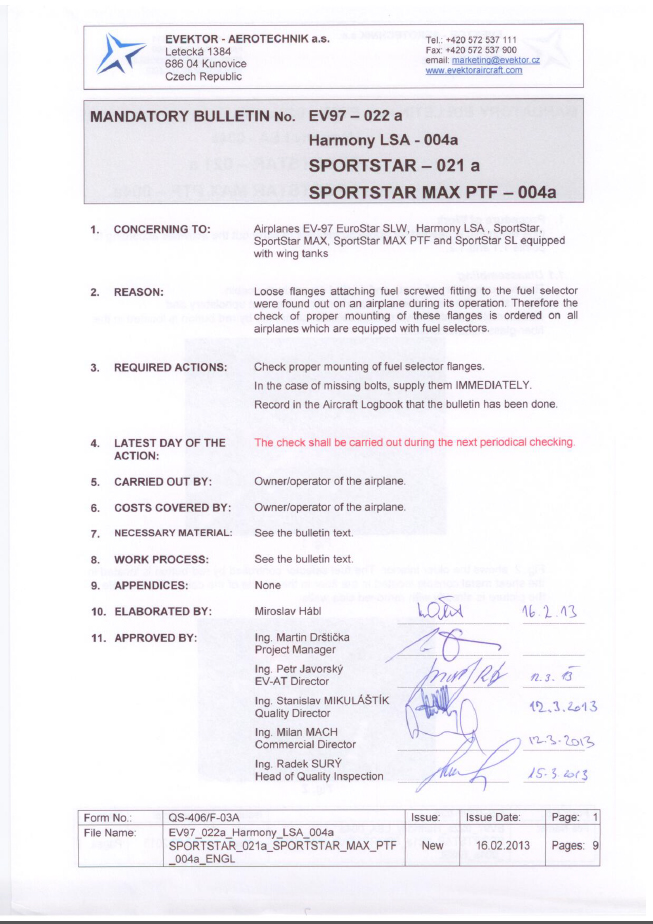 EVEKTOR - AEROTECHNIK a.s.
Letecká 1384
686 04 Kunovice
Czech Republic
Tel.: +420 572 537 111
Fax: +420 572 537 900
email: marketing@evektor.cz
www.evektoraircraft.com
MANDATORY BULLETIN No. EV97 – 022 a
Harmony LSA - 004a
SPORTSTAR – 021 a
SPORTSTAR MAX PTF – 004a
1. CONCERNING TO: Airplanes EV-97 EuroStar SLW, Harmony LSA , SportStar,
SportStar MAX, SportStar MAX PTF and SportStar SL equipped
with wing tanks
2. REASON: Loose flanges attaching fuel screwed fitting to the fuel selector
were found out on an airplane during its operation. Therefore the
check of proper mounting of these flanges is ordered on all
airplanes which are equipped with fuel selectors.
3. REQUIRED ACTIONS: Check proper mounting of fuel selector flanges.
In the case of missing bolts, supply them IMMEDIATELY.
Record in the Aircraft Logbook that the bulletin has been done.
4. LATEST DAY OF THE ACTION: The check shall be carried out during the next periodical checking.
5. CARRIED OUT BY: Owner/operator of the airplane.
6. COSTS COVERED BY: Owner/operator of the airplane.
7. NECESSARY MATERIAL: See the bulletin text.
8. WORK PROCESS: See the bulletin text.
9. APPENDICES: None
10. ELABORATED BY: Miroslav Hábl 16.2.13
11. APPROVED BY: Ing. Martin Drštička
Project Manager
Ing. Petr Javorský
EV-AT Director 12.3.13
Ing. Stanislav MIKULÁŠTÍK
Quality Director 12.3.2013
Ing. Milan MACH
Commercial Director 12.3.2013
Ing. Radek SURÝ
Head of Quality Inspection 15.3.2013
Form No.: QS-406/F-03A Issue: Issue Date: Page: 1
File Name: EV97_022a_Harmony_LSA_004a
SPORTSTAR_021a_SPORTSTAR_MAX_PTF New 16.02.2013 Pages: 9
_004a_ENGL